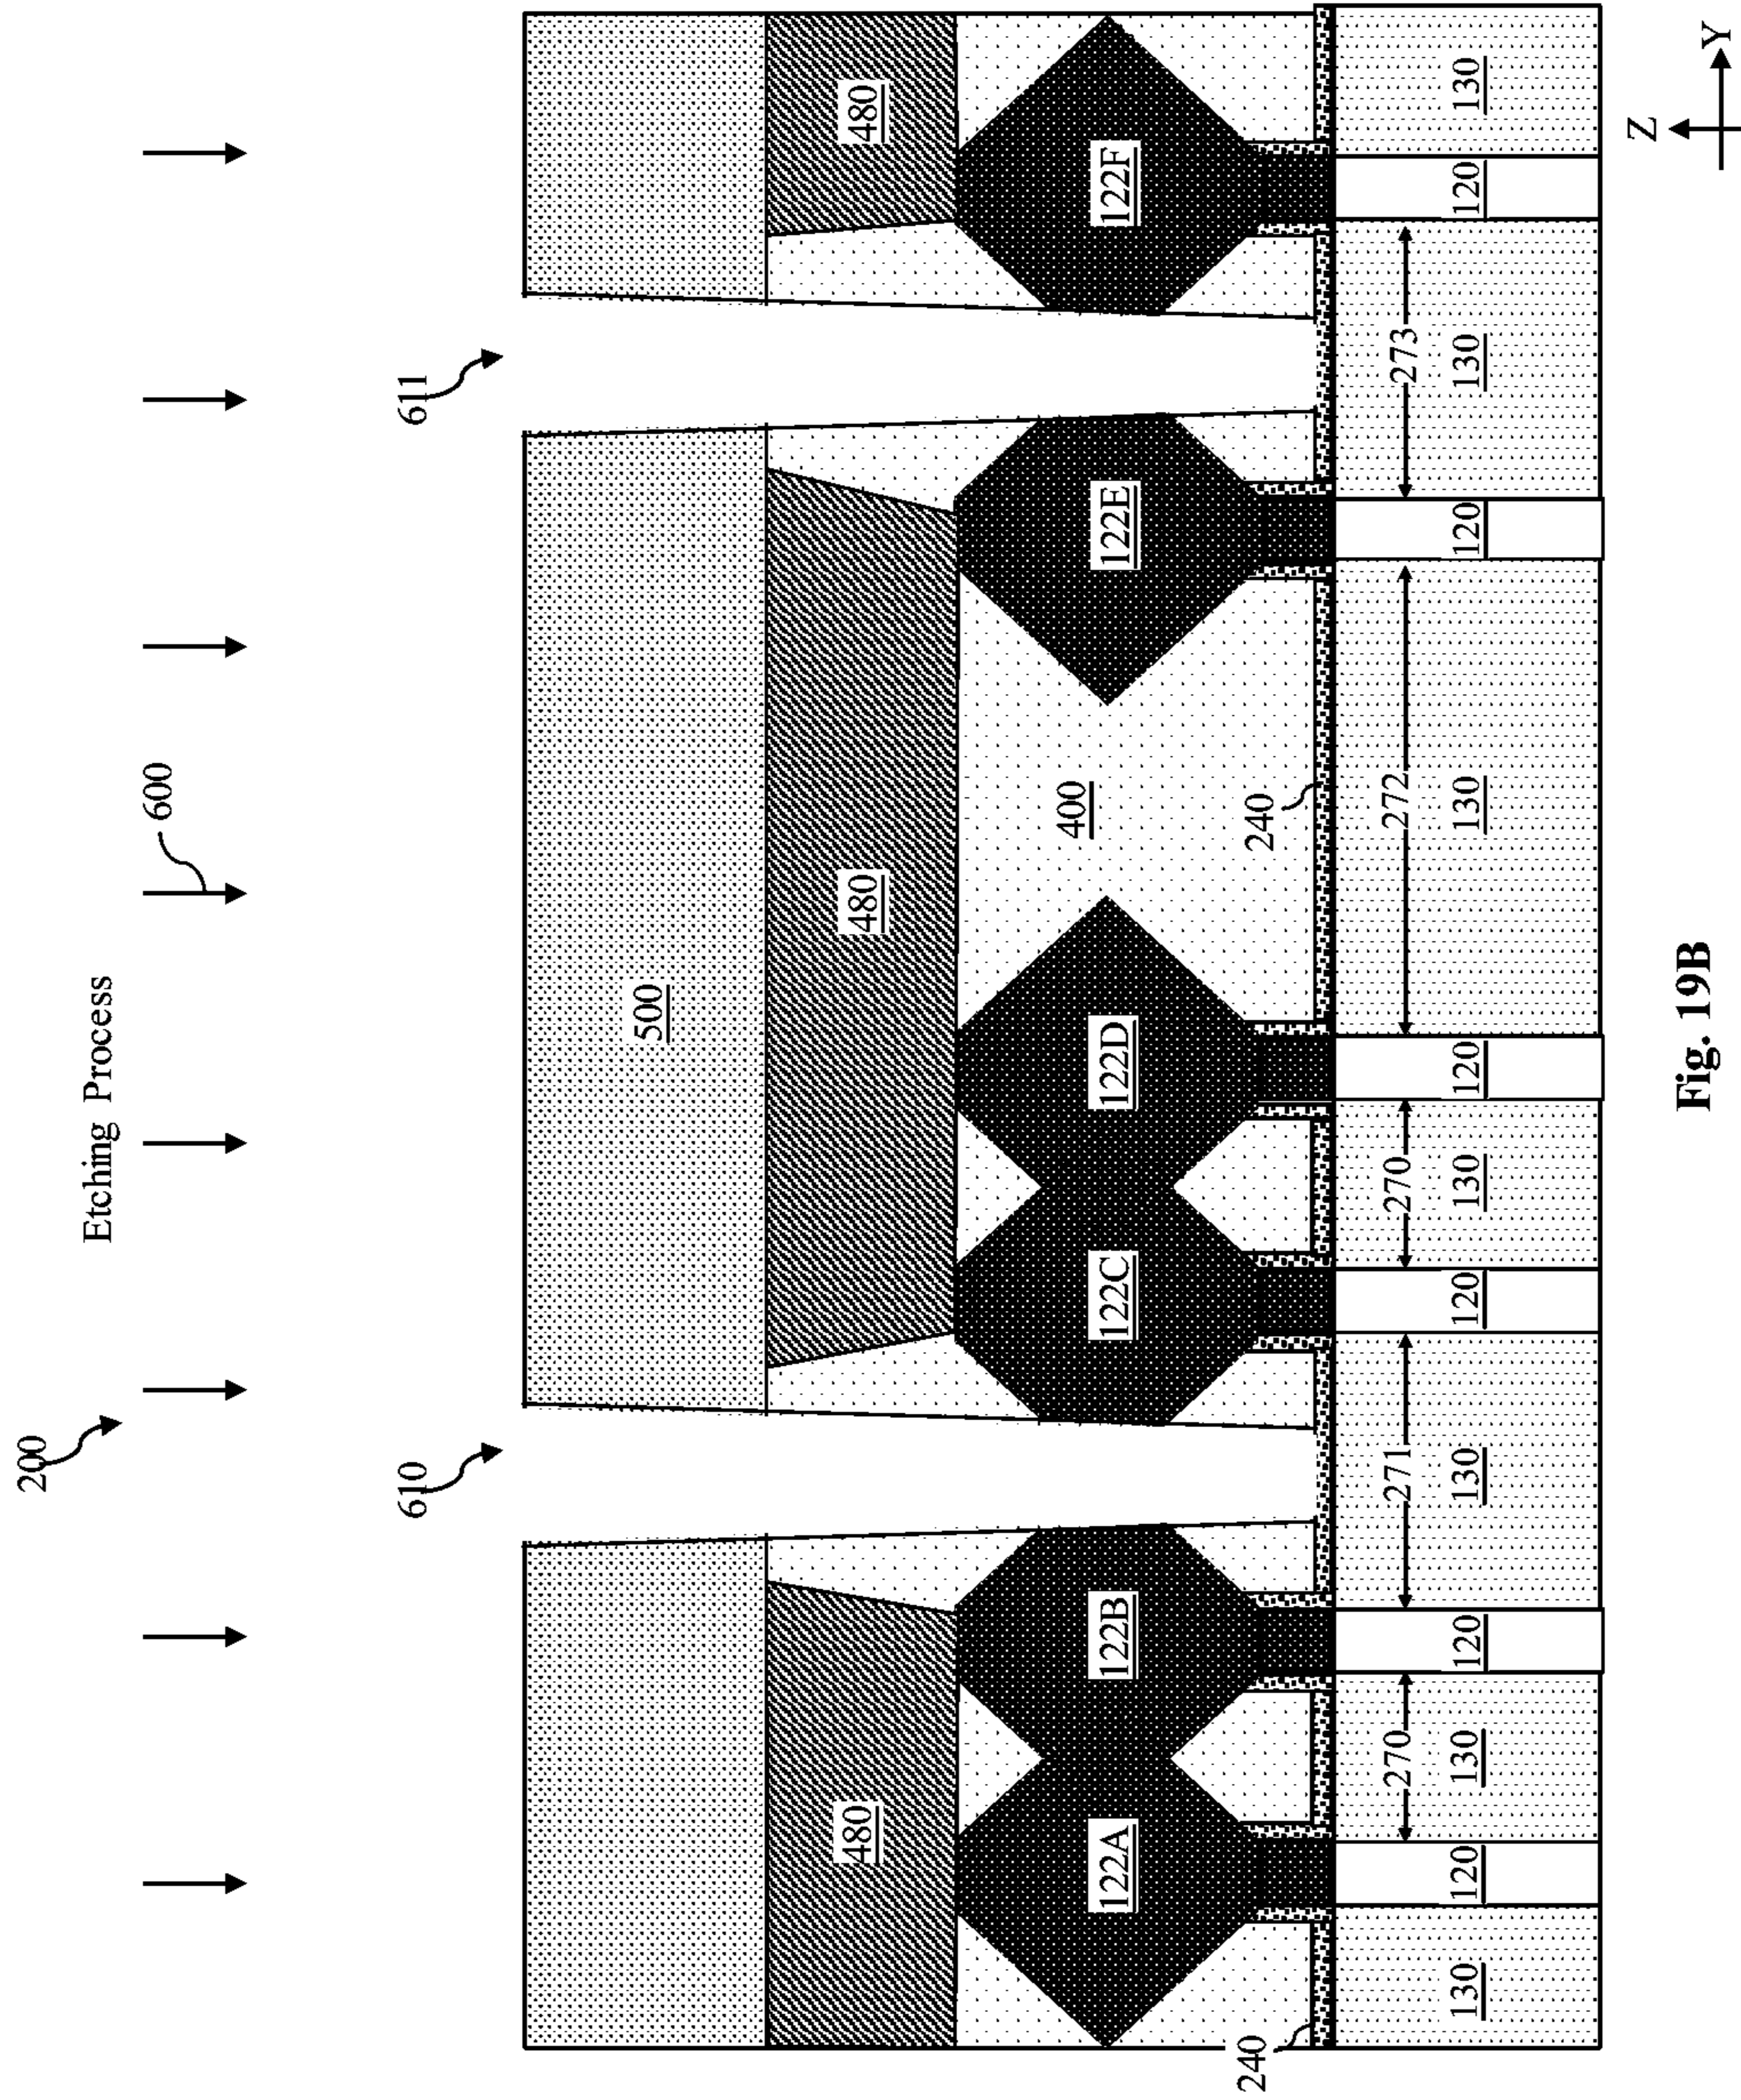 200
Etching Process
600
610 611
500
480 480 480
400
122A 122B 122C 122D 122E 122F
240 240
270 271 270 272 273
130 120 130 120 130 120 130 120 130 120 130 120 130
Z
Y
Fig. 19B